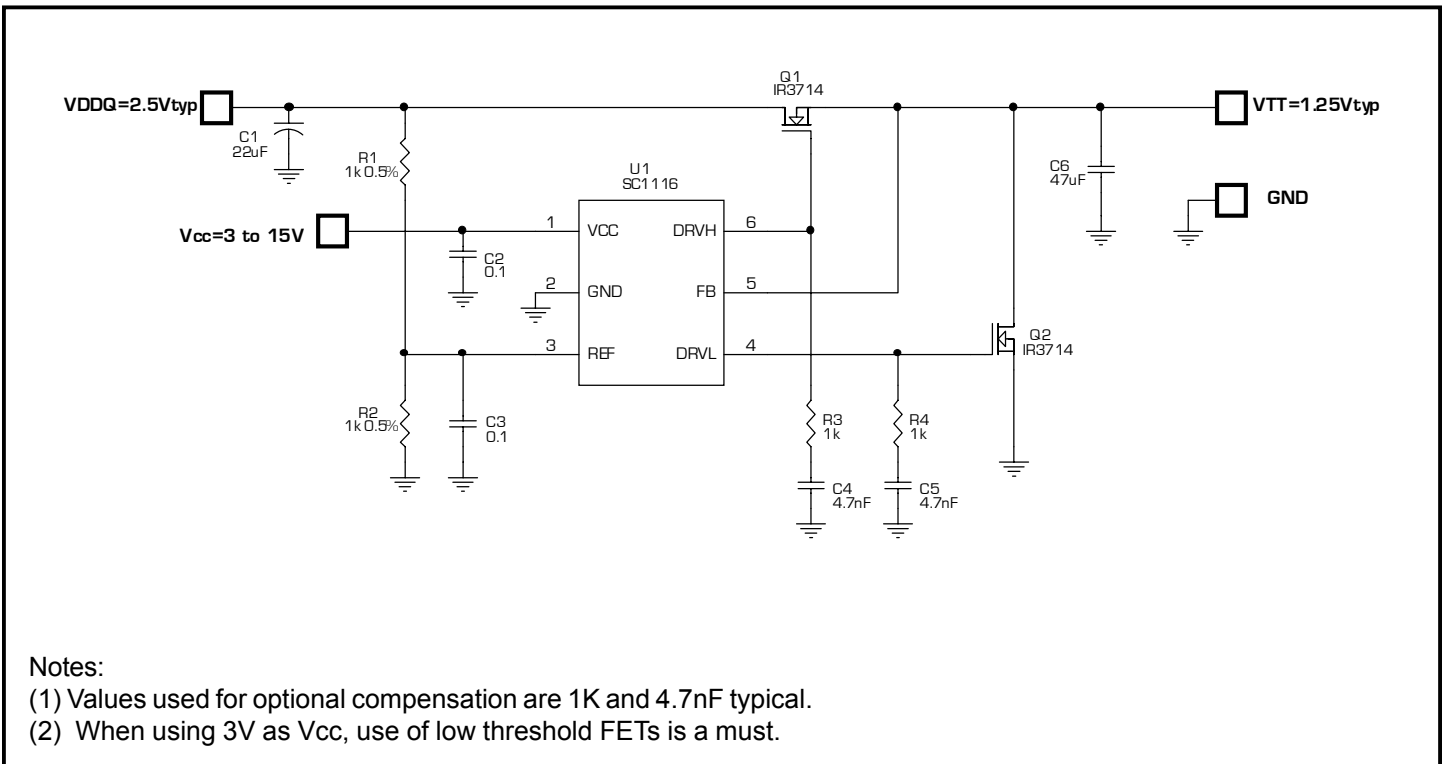 Q1
IR3714
VDDQ=2.5Vtyp
VTT=1.25Vtyp
C1
22uF
R1
1k 0.5%
U1
SC1116
C6
47uF
GND
Vcc=3 to 15V
1
VCC
DRVH
6
C2
0.1
2
GND
FB
5
Q2
IR3714
3
REF
DRVL
4
R2
1k 0.5%
C3
0.1
R3
1k
R4
1k
C4
4.7nF
C5
4.7nF
Notes:
(1) Values used for optional compensation are 1K and 4.7nF typical.
(2) When using 3V as Vcc, use of low threshold FETs is a must.